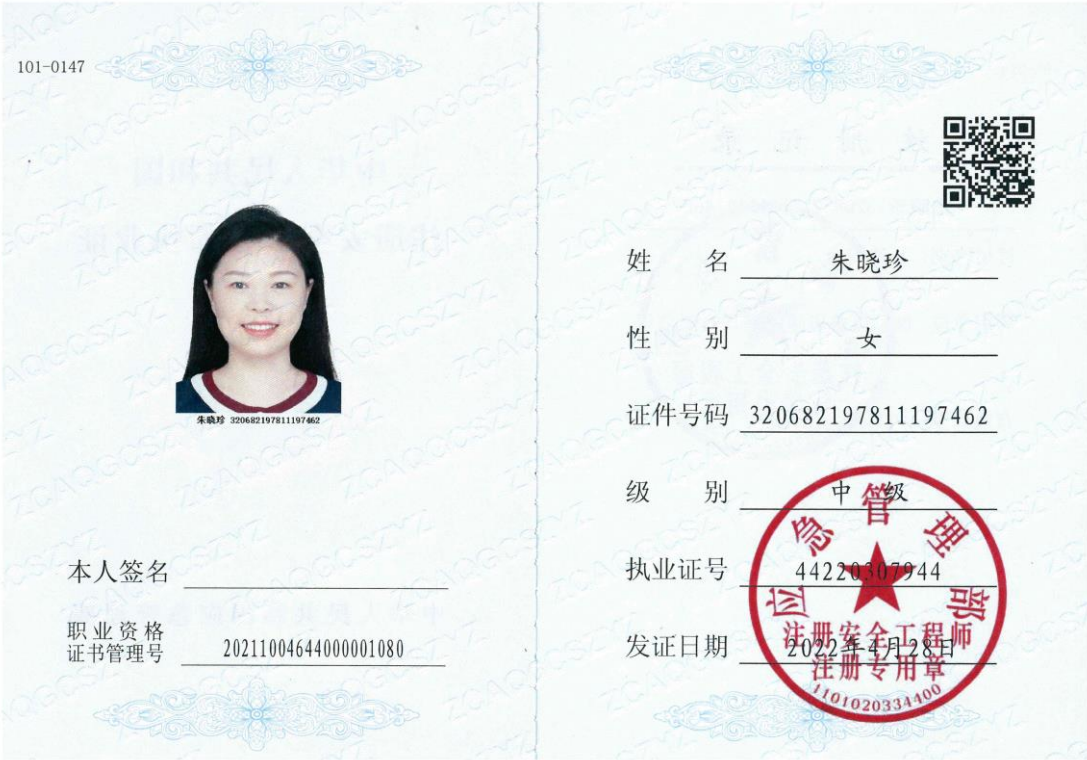 101-0147
朱晓珍 320682197811197462
本人签名
职业资格
证书管理号 20211004644000001080
姓 名 朱晓珍
性 别 女
证件号码 320682197811197462
级 别 中 级
执业证号 44220307944
发证日期 2022年4月28日
应急管理部
注册安全工程师
注册专用章
1101020334400
ZCAQGCSZYZ